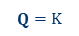 Q = K